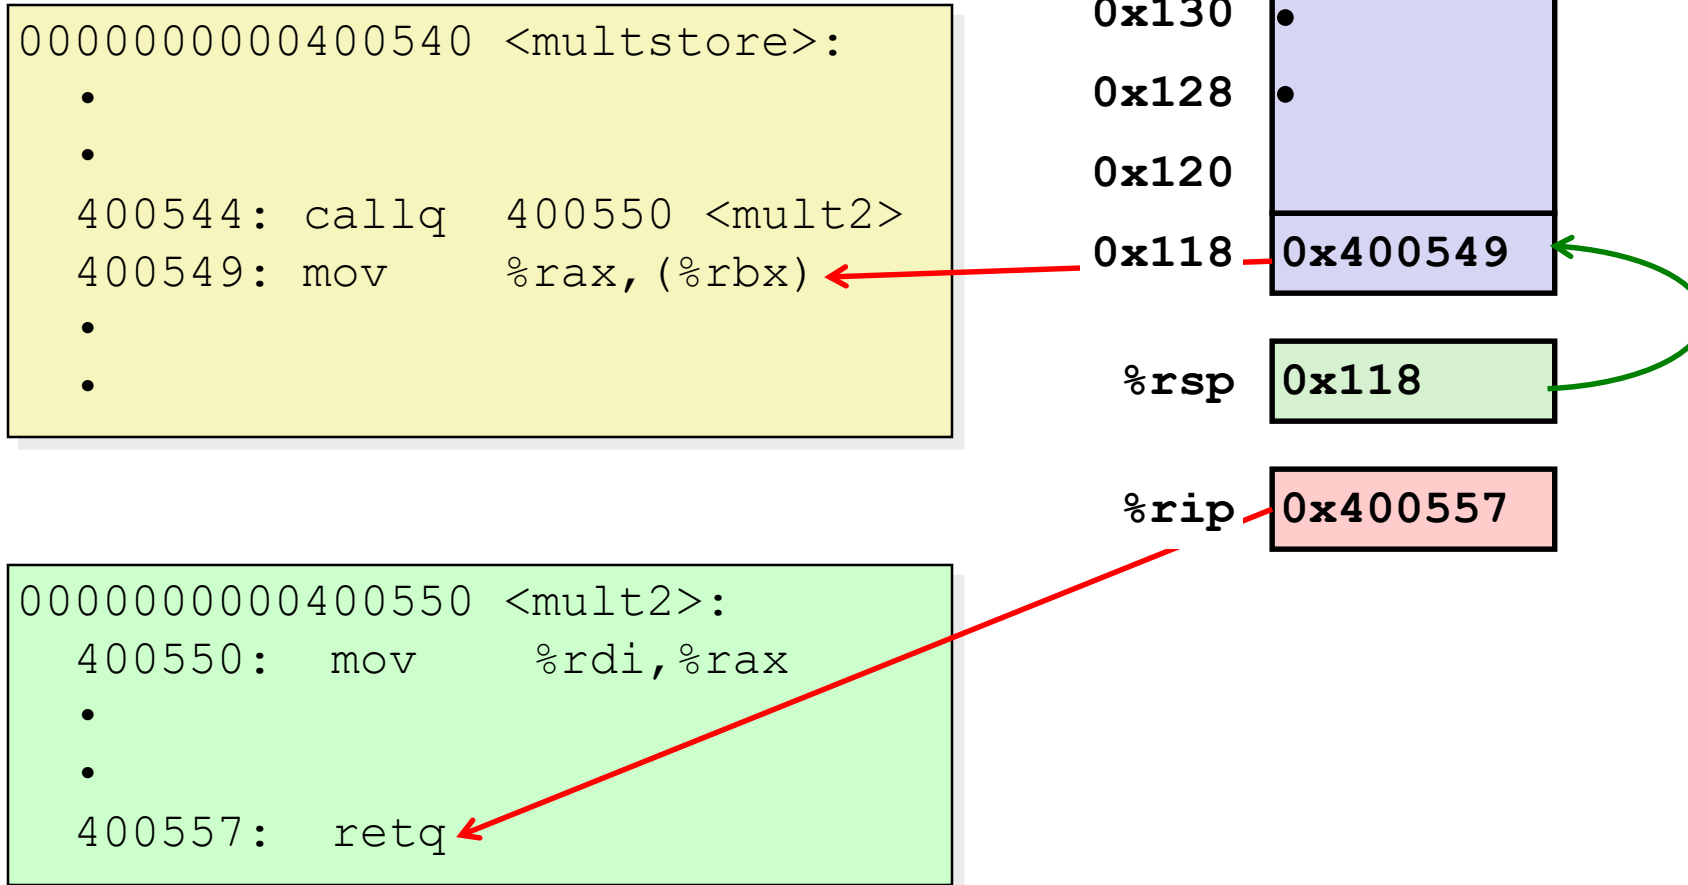 0000000000400540 <multstore>:
•
•
400544: callq 400550 <mult2>
400549: mov %rax,(%rbx)
•
•
0000000000400550 <mult2>:
400550: mov %rdi,%rax
•
•
400557: retq
0x130 •
0x128 •
0x120
0x118 0x400549
%rsp 0x118
%rip 0x400557